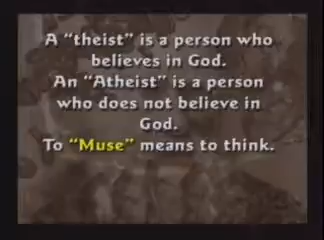 A “theist” is a person who
believes in God.
An “Atheist” is a person
who does not believe in
God.
To “Muse” means to think.